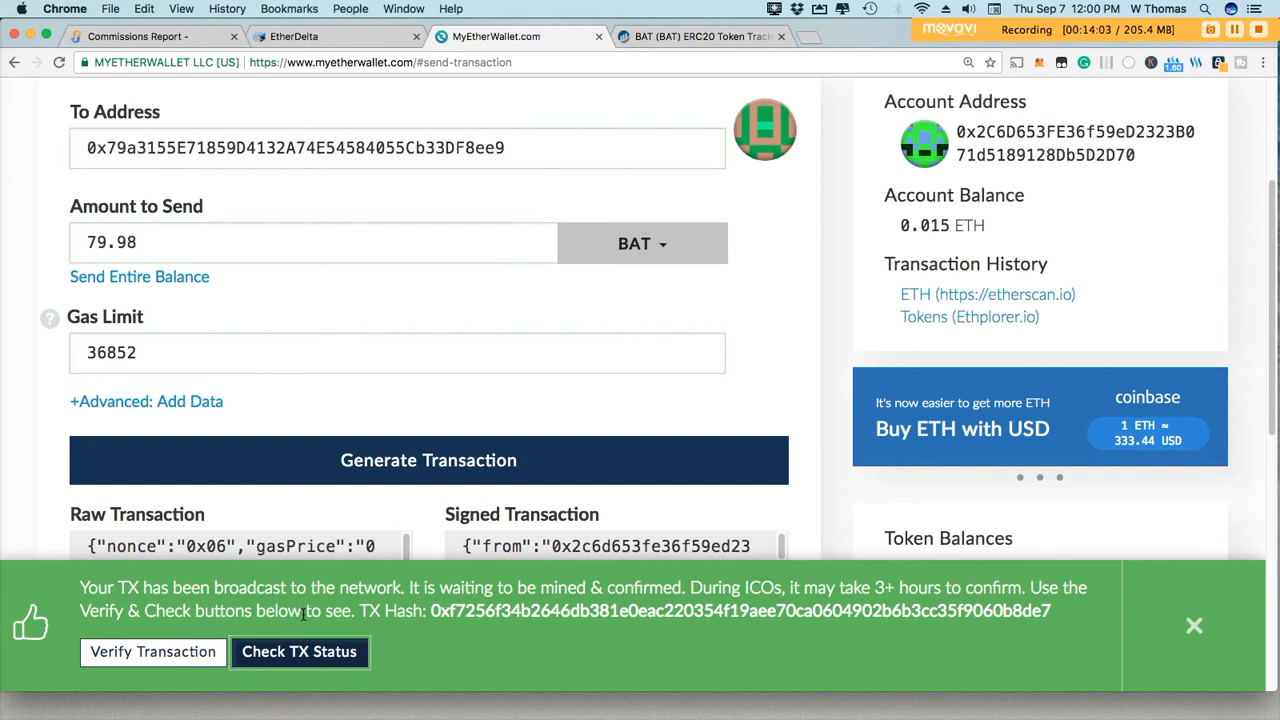 Chrome File Edit View History Bookmarks People Window Help
Thu Sep 7 12:00 PM W Thomas
Commissions Report - ×
EtherDelta ×
MyEtherWallet.com ×
BAT (BAT) ERC20 Token Track ×
movavi
Recording (00:14:03 / 205.4 MB)
MYETHERWALLET LLC [US] | https://www.myetherwallet.com/#send-transaction
1.60
To Address
0x79a3155E71859D4132A74E54584055Cb33DF8ee9
Amount to Send
79.98
BAT
Send Entire Balance
? Gas Limit
36852
+Advanced: Add Data
Generate Transaction
Raw Transaction
{"nonce":"0x06","gasPrice":"0
Signed Transaction
{"from":"0x2c6d653fe36f59ed23
Account Address
0x2C6D653FE36f59eD2323B0
71d5189128Db5D2D70
Account Balance
0.015 ETH
Transaction History
ETH (https://etherscan.io)
Tokens (Ethplorer.io)
It's now easier to get more ETH
Buy ETH with USD
coinbase
1 ETH ≈
333.44 USD
Token Balances
Your TX has been broadcast to the network. It is waiting to be mined & confirmed. During ICOs, it may take 3+ hours to confirm. Use the
Verify & Check buttons below to see. TX Hash: 0xf7256f34b2646db381e0eac220354f19aee70ca0604902b6b3cc35f9060b8de7
Verify Transaction
Check TX Status